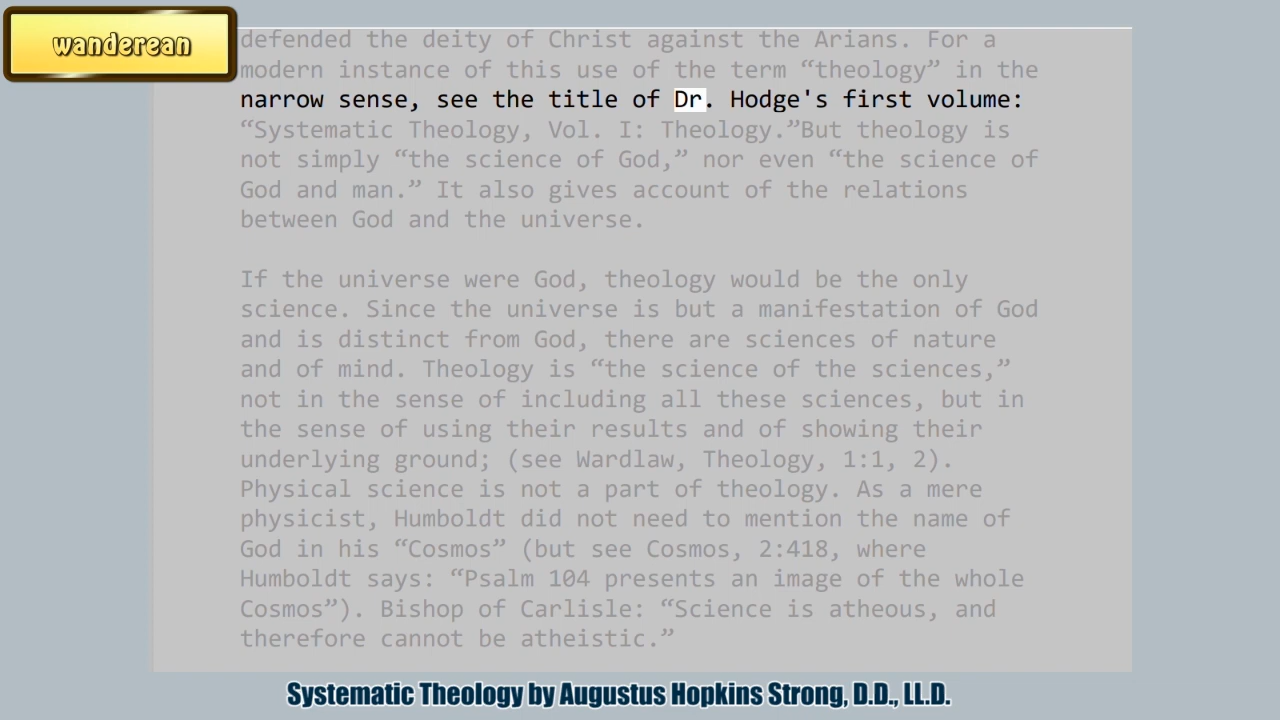 wanderean
defended the deity of Christ against the Arians. For a
modern instance of this use of the term “theology” in the
narrow sense, see the title of Dr. Hodge's first volume:
“Systematic Theology, Vol. I: Theology.”But theology is
not simply “the science of God,” nor even “the science of
God and man.” It also gives account of the relations
between God and the universe.
If the universe were God, theology would be the only
science. Since the universe is but a manifestation of God
and is distinct from God, there are sciences of nature
and of mind. Theology is “the science of the sciences,”
not in the sense of including all these sciences, but in
the sense of using their results and of showing their
underlying ground; (see Wardlaw, Theology, 1:1, 2).
Physical science is not a part of theology. As a mere
physicist, Humboldt did not need to mention the name of
God in his “Cosmos” (but see Cosmos, 2:418, where
Humboldt says: “Psalm 104 presents an image of the whole
Cosmos”). Bishop of Carlisle: “Science is atheous, and
therefore cannot be atheistic.”
Systematic Theology by Augustus Hopkins Strong, D.D., LL.D.